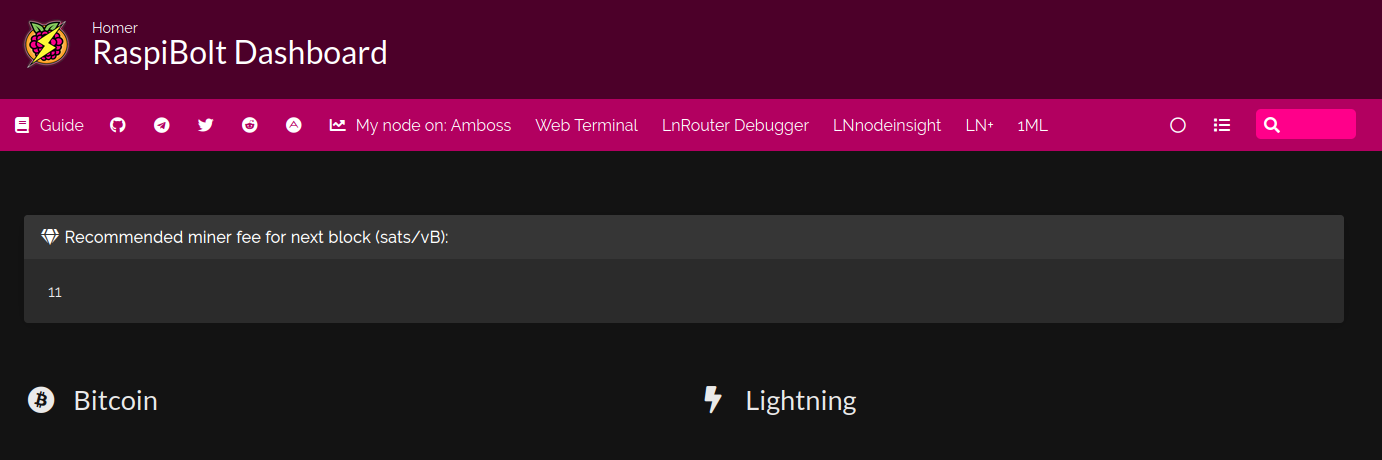 Homer
RaspiBolt Dashboard
Guide My node on: Amboss Web Terminal LnRouter Debugger LNnodeinsight LN+ 1ML
Recommended miner fee for next block (sats/vB):
11
Bitcoin Lightning